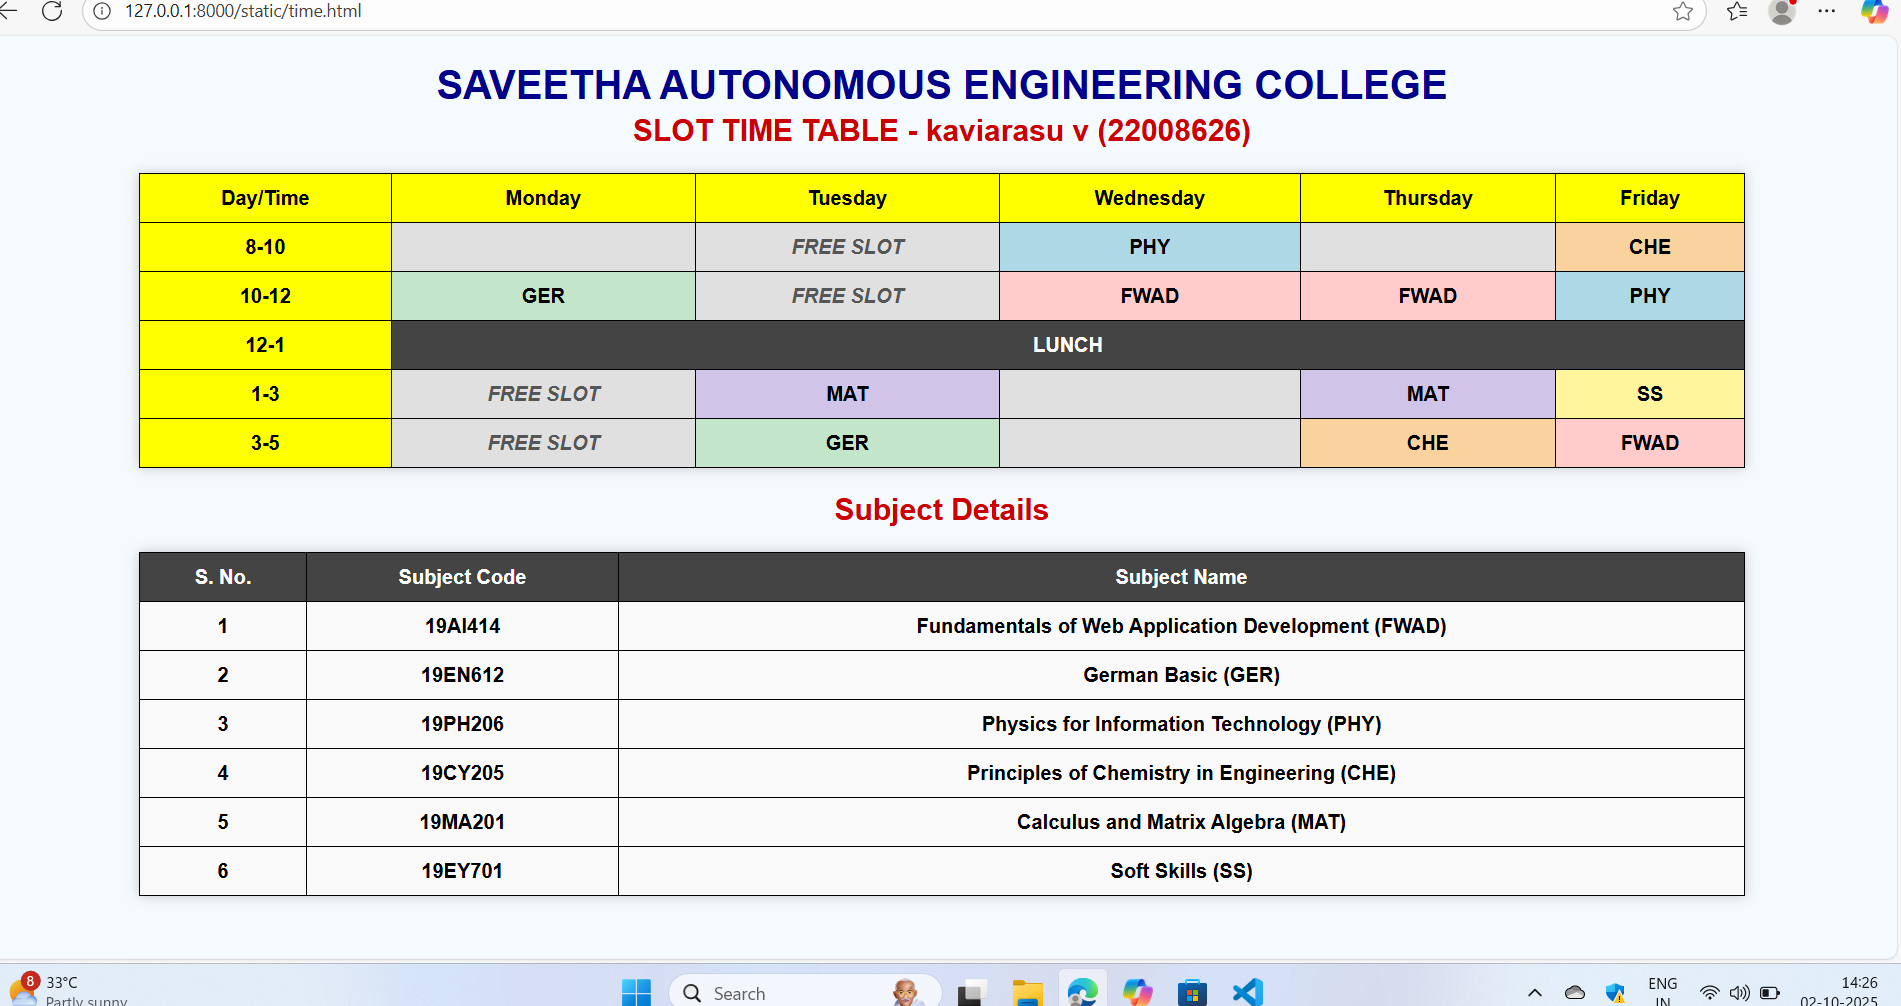 127.0.0.1:8000/static/time.html
SAVEETHA AUTONOMOUS ENGINEERING COLLEGE
SLOT TIME TABLE - kaviarasu v (22008626)
Day/Time Monday Tuesday Wednesday Thursday Friday
8-10 FREE SLOT PHY CHE
10-12 GER FREE SLOT FWAD FWAD PHY
12-1 LUNCH
1-3 FREE SLOT MAT MAT SS
3-5 FREE SLOT GER CHE FWAD
Subject Details
S. No. Subject Code Subject Name
1 19AI414 Fundamentals of Web Application Development (FWAD)
2 19EN612 German Basic (GER)
3 19PH206 Physics for Information Technology (PHY)
4 19CY205 Principles of Chemistry in Engineering (CHE)
5 19MA201 Calculus and Matrix Algebra (MAT)
6 19EY701 Soft Skills (SS)
8 33°C
Partly sunny
Search
ENG
IN
14:26
02-10-2025